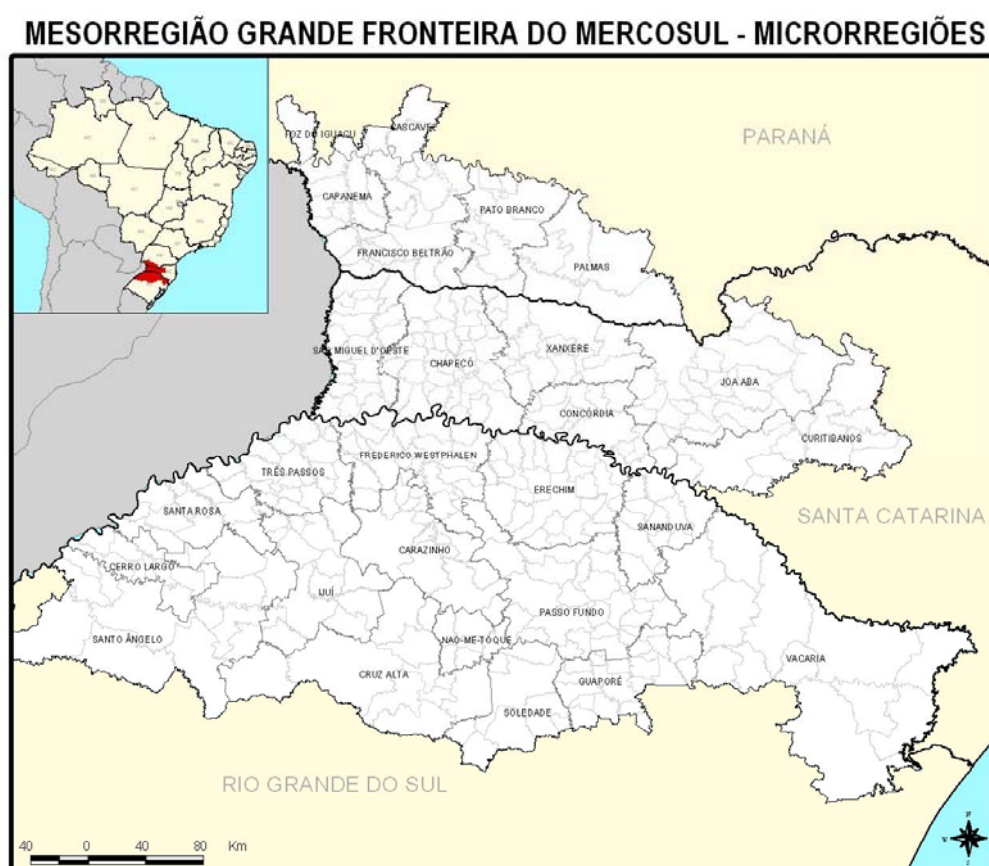 MESORREGIÃO GRANDE FRONTEIRA DO MERCOSUL - MICRORREGIÕES
PARANÁ
FOZ DO IGUAÇU
CASCAVEL
CAPANEMA
PATO BRANCO
FRANCISCO BELTRÃO
PALMAS
SÃO MIGUEL D'OESTE
CHAPECÓ
XANXERÊ
JOAÇABA
CONCÓRDIA
CURITIBANOS
SANTA CATARINA
FREDERICO WESTPHALEN
TRÊS PASSOS
ERECHIM
SANTA ROSA
SANANDUVA
CARAZINHO
CERRO LARGO
IJUÍ
PASSO FUNDO
SANTO ÂNGELO
NÃO-ME-TOQUE
VACARIA
CRUZ ALTA
GUAPORÉ
SOLEDADE
RIO GRANDE DO SUL
40 0 40 80 Km